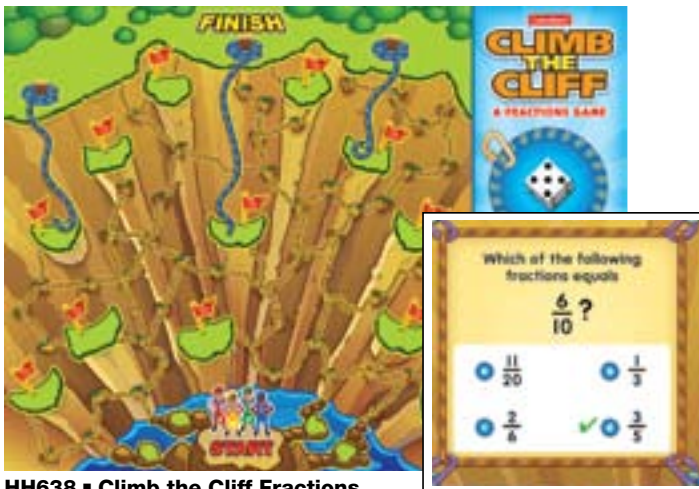 FINISH
CLIMB
THE
CLIFF
A FRACTIONS GAME
START
Which of the following
fractions equals
6/10 ?
11/20
1/3
2/6
✓ 3/5
HH638 ▪ Climb the Cliff Fractions